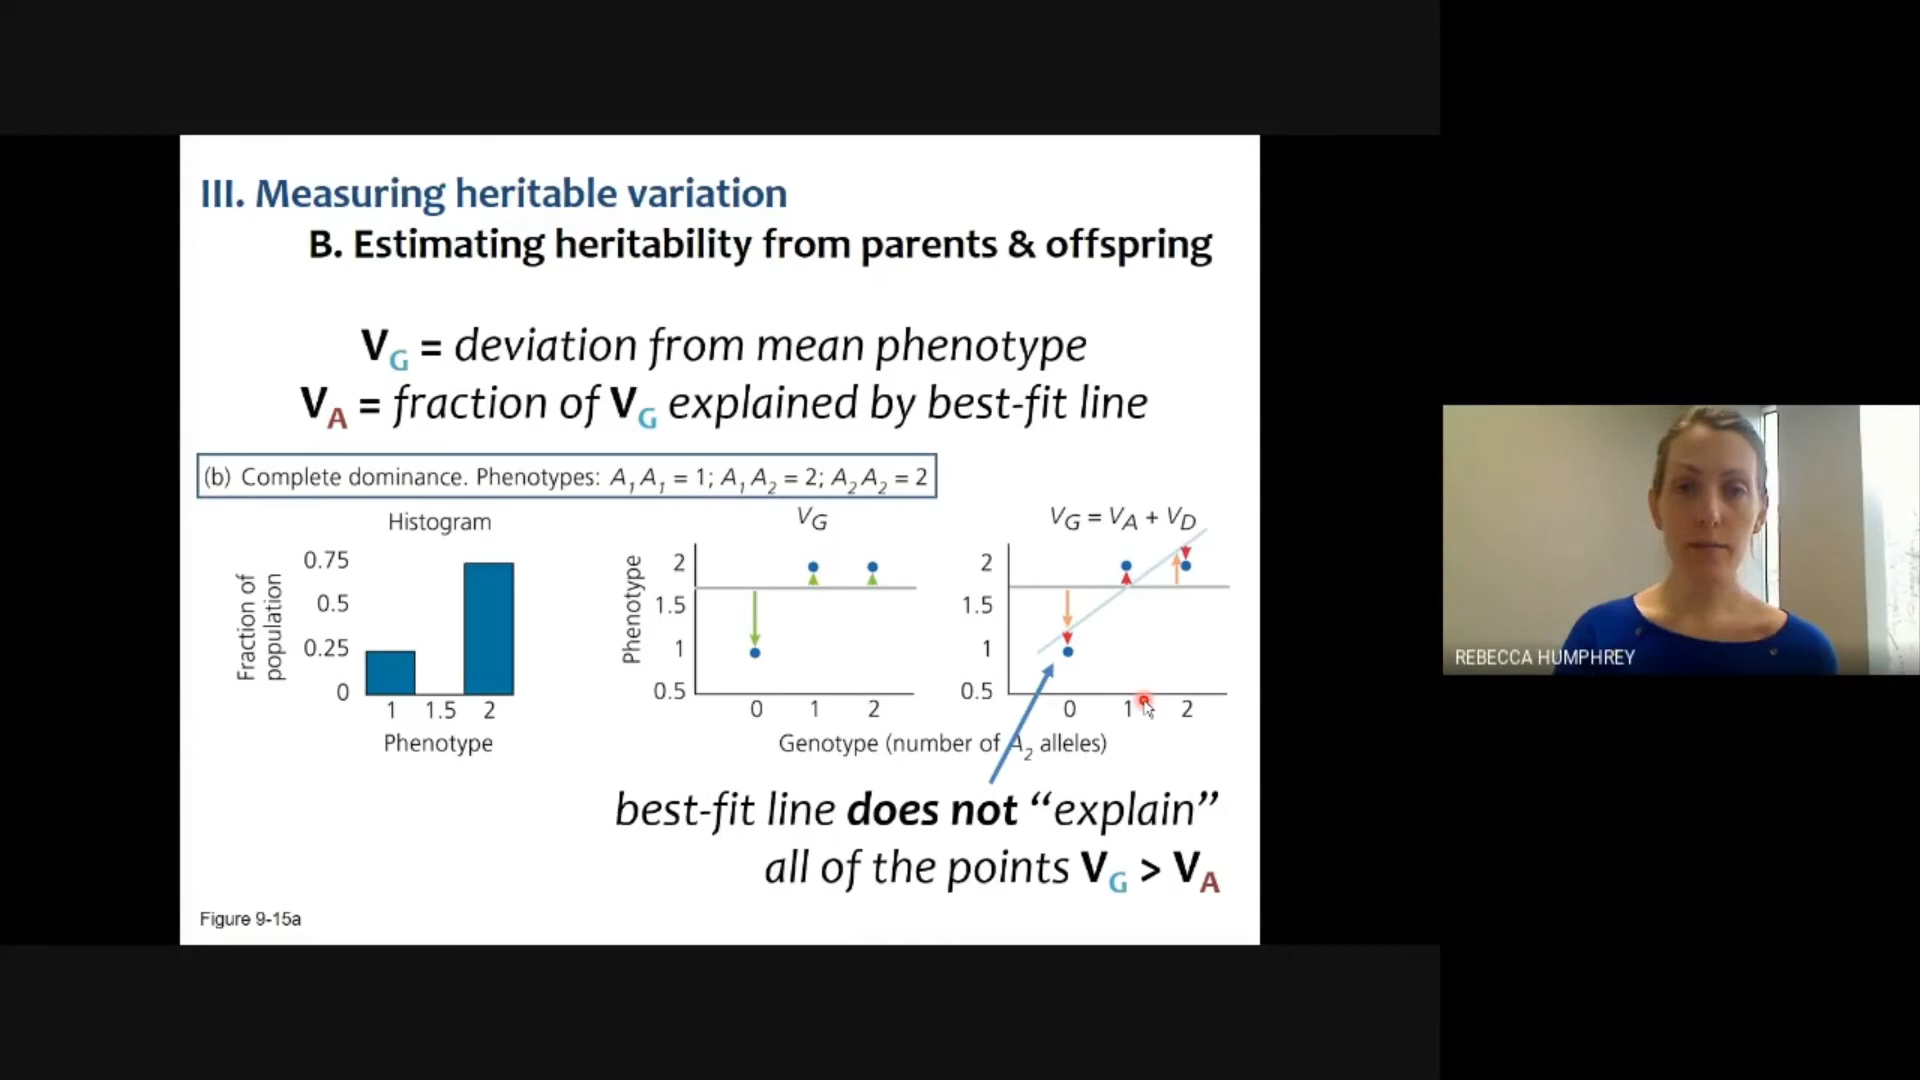 III. Measuring heritable variation
B. Estimating heritability from parents & offspring
VG = deviation from mean phenotype
VA = fraction of VG explained by best-fit line
(b) Complete dominance. Phenotypes: A1A1 = 1; A1A2 = 2; A2A2 = 2
Histogram
Fraction of
population
0.75
0.5
0.25
0
1 1.5 2
Phenotype
VG
Phenotype
2
1.5
1
0.5
0 1 2
VG = VA + VD
2
1.5
1
0.5
0 1 2
Genotype (number of A2 alleles)
best-fit line does not “explain”
all of the points VG > VA
Figure 9-15a
REBECCA HUMPHREY